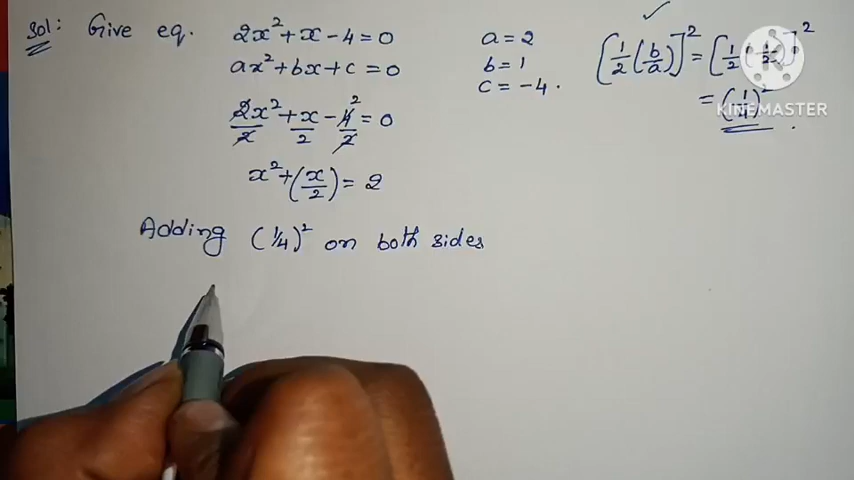 Sol: Give eq. 2x²+x-4=0
ax²+bx+c=0
2x²/2+x/2-4/2=0
2
x²+(x/2)=2
Adding (1/4)² on both sides
a=2
b=1
c=-4.
[1/2(b/a)]²=[1/2·1/2]²
=(1/4)²
KINEMASTER